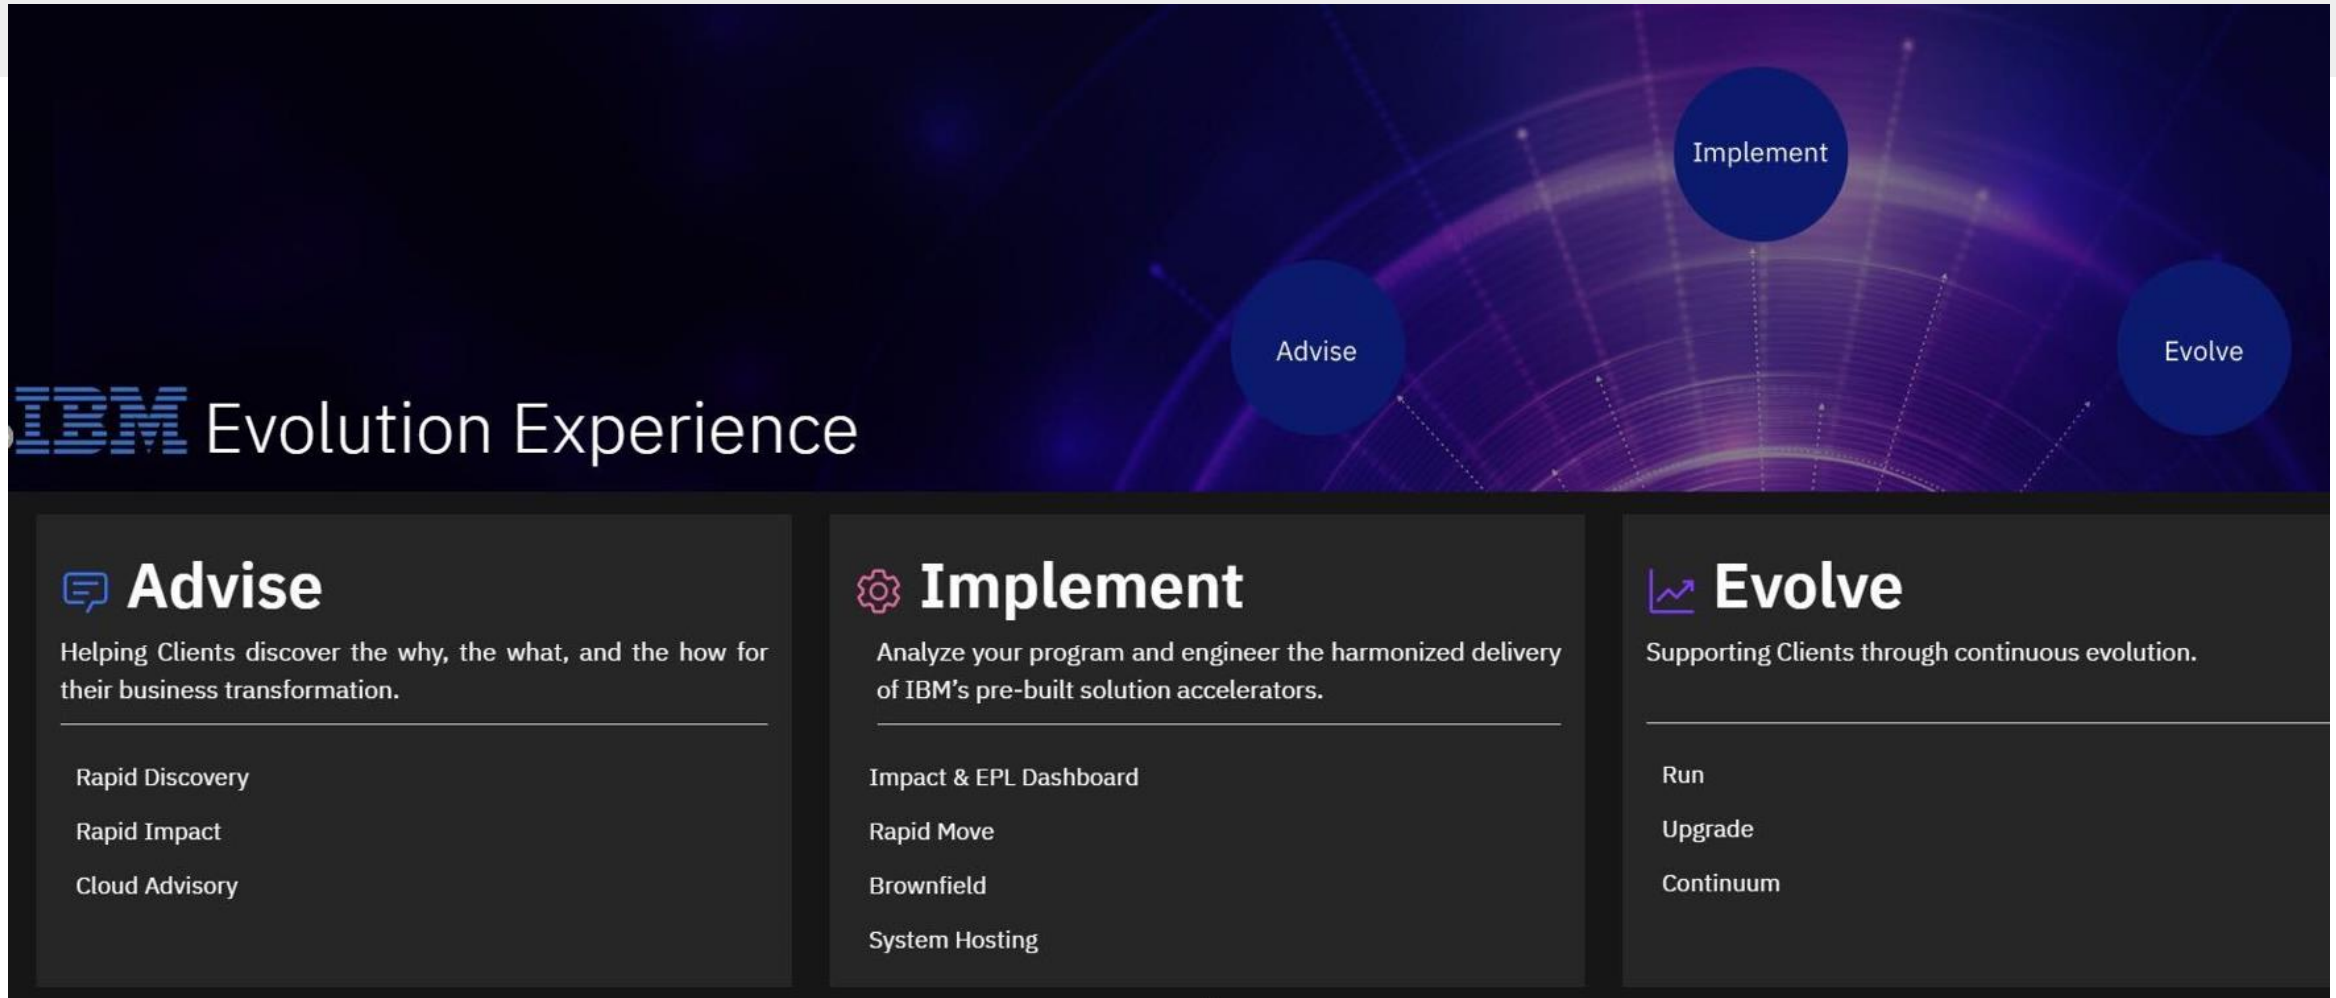 Implement
Advise
Evolve
IBM Evolution Experience
Advise
Helping Clients discover the why, the what, and the how for
their business transformation.
Rapid Discovery
Rapid Impact
Cloud Advisory
Implement
Analyze your program and engineer the harmonized delivery
of IBM’s pre-built solution accelerators.
Impact & EPL Dashboard
Rapid Move
Brownfield
System Hosting
Evolve
Supporting Clients through continuous evolution.
Run
Upgrade
Continuum